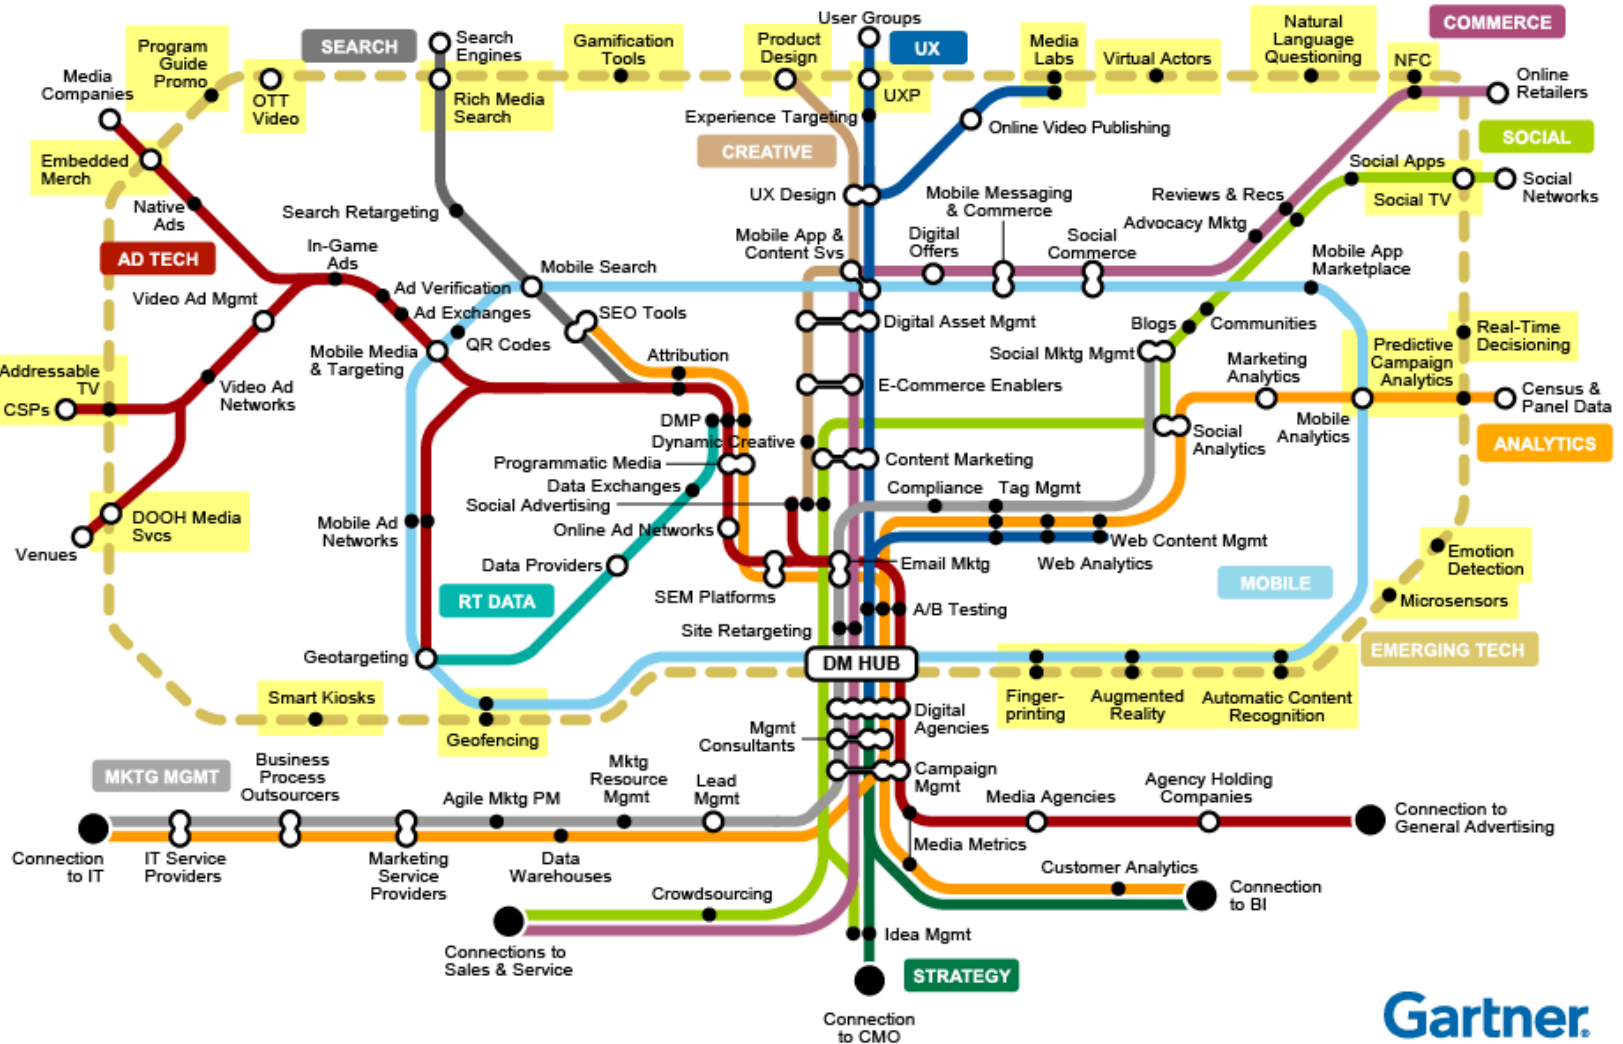 User Groups
COMMERCE
SEARCH
Search
Engines
Gamification
Tools
Product
Design
UX
Media
Labs
Virtual Actors
Natural
Language
Questioning
NFC
Program
Guide
Promo
Media
Companies
OTT
Video
Rich Media
Search
UXP
Online
Retailers
Experience Targeting
Online Video Publishing
SOCIAL
CREATIVE
Embedded
Merch
Social Apps
Social TV
Social
Networks
UX Design
Mobile Messaging
& Commerce
Reviews & Recs
Native
Ads
Search Retargeting
Advocacy Mktg
AD TECH
In-Game
Ads
Mobile App &
Content Svs
Digital
Offers
Social
Commerce
Mobile App
Marketplace
Mobile Search
Video Ad Mgmt
Ad Verification
Ad Exchanges
SEO Tools
Digital Asset Mgmt
Blogs
Communities
Real-Time
Decisioning
QR Codes
Mobile Media
& Targeting
Attribution
Social Mktg Mgmt
Marketing
Analytics
Predictive
Campaign
Analytics
Addressable
TV
CSPs
Video Ad
Networks
E-Commerce Enablers
Census &
Panel Data
DMP
Dynamic Creative
Mobile
Analytics
Social
Analytics
ANALYTICS
Programmatic Media
Content Marketing
Data Exchanges
Compliance
Tag Mgmt
Social Advertising
DOOH Media
Svcs
Venues
Mobile Ad
Networks
Online Ad Networks
Web Content Mgmt
Data Providers
Email Mktg
Web Analytics
Emotion
Detection
RT DATA
SEM Platforms
MOBILE
Microsensors
A/B Testing
Site Retargeting
EMERGING TECH
Geotargeting
DM HUB
Smart Kiosks
Geofencing
Finger-
printing
Augmented
Reality
Automatic Content
Recognition
Digital
Agencies
Mgmt
Consultants
MKTG MGMT
Business
Process
Outsourcers
Mktg
Resource
Mgmt
Lead
Mgmt
Campaign
Mgmt
Agile Mktg PM
Media Agencies
Agency Holding
Companies
Connection to
General Advertising
Connection
to IT
IT Service
Providers
Marketing
Service
Providers
Data
Warehouses
Media Metrics
Customer Analytics
Connection
to BI
Crowdsourcing
Connections to
Sales & Service
Idea Mgmt
STRATEGY
Connection
to CMO
Gartner